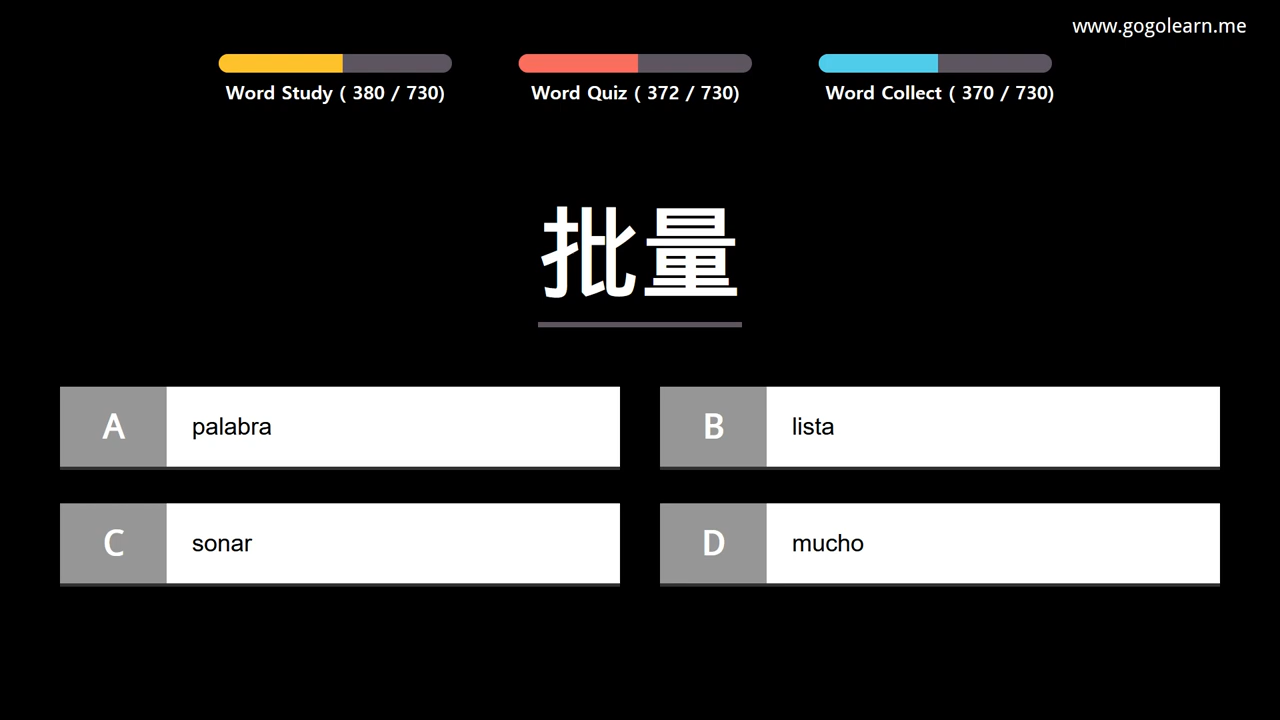 www.gogolearn.me
Word Study ( 380 / 730)
Word Quiz ( 372 / 730)
Word Collect ( 370 / 730)
批量
A palabra
B lista
C sonar
D mucho